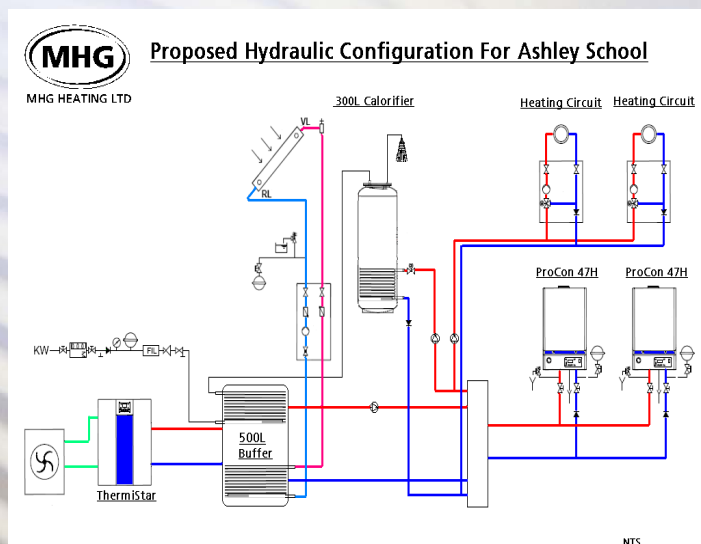 MHG
MHG HEATING LTD
Proposed Hydraulic Configuration For Ashley School
300L Calorifier
Heating Circuit
Heating Circuit
VL
RL
ProCon 47H
ProCon 47H
KW
FIL
500L
Buffer
ThermiStar
NTS